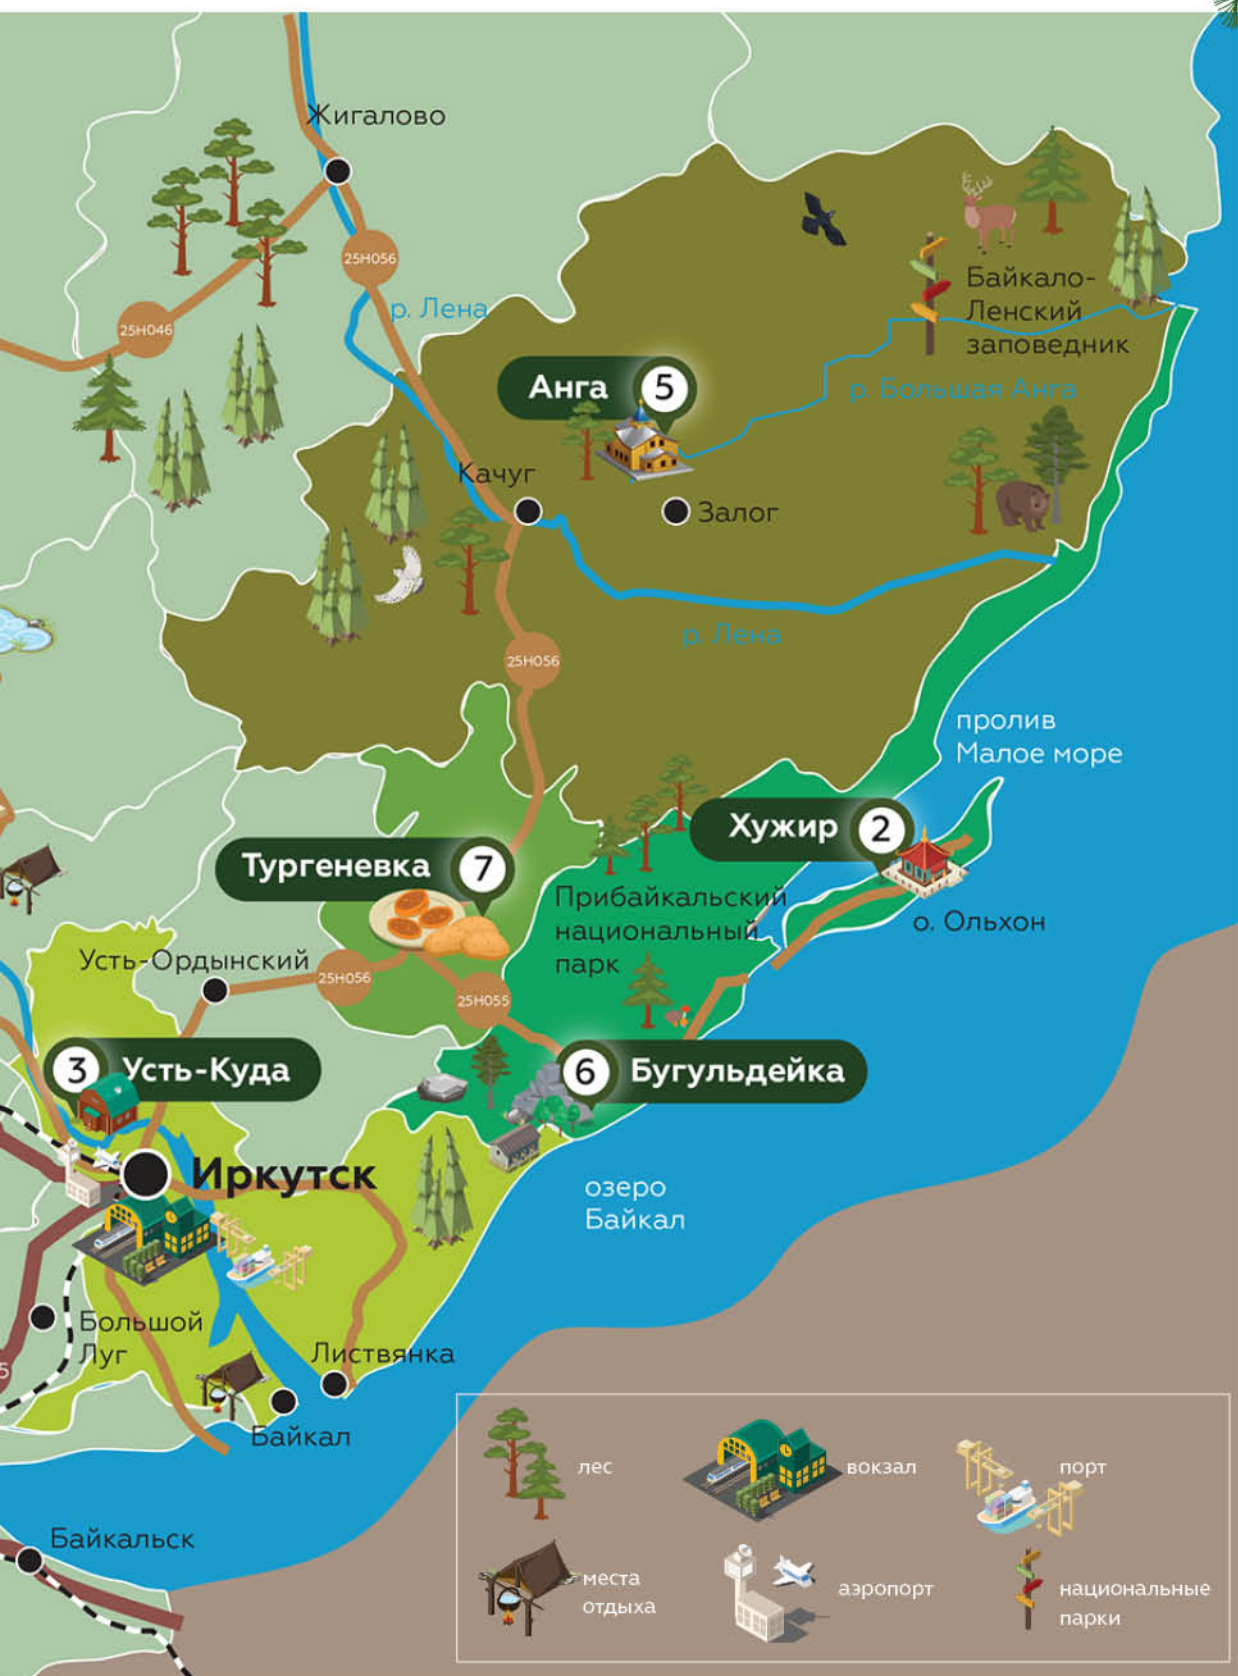 Жигалово
25Н056
р. Лена
25Н046
Байкало-
Ленский
заповедник
Анга 5
р. Большая Анга
Качуг
Залог
р. Лена
25Н056
пролив
Малое море
Хужир 2
Тургеневка 7
Прибайкальский
национальный
парк
о. Ольхон
Усть-Ордынский
25Н056
25Н055
3 Усть-Куда
6 Бугульдейка
Иркутск
озеро
Байкал
Большой
Луг
5
Листвянка
Байкал
Байкальск
лес
вокзал
порт
места
отдыха
аэропорт
национальные
парки